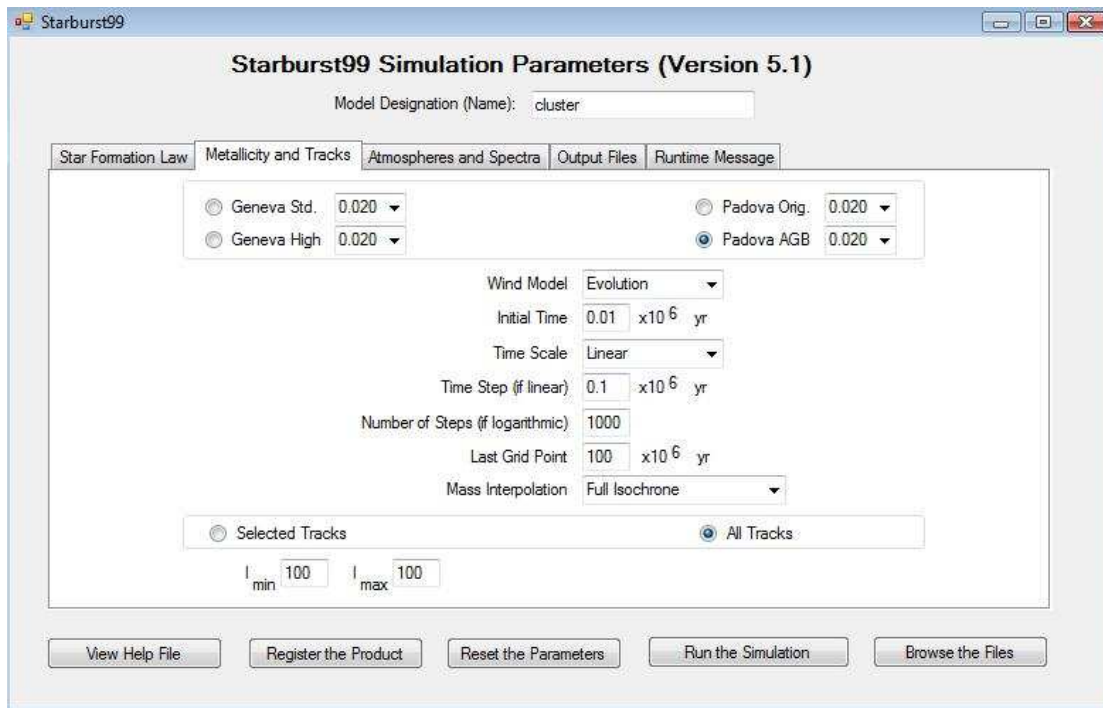 Starburst99
Starburst99 Simulation Parameters (Version 5.1)
Model Designation (Name): cluster
Star Formation Law Metallicity and Tracks Atmospheres and Spectra Output Files Runtime Message
Geneva Std. 0.020 Padova Orig. 0.020
Geneva High 0.020 Padova AGB 0.020
Wind Model Evolution
Initial Time 0.01 x10 6 yr
Time Scale Linear
Time Step (if linear) 0.1 x10 6 yr
Number of Steps (if logarithmic) 1000
Last Grid Point 100 x10 6 yr
Mass Interpolation Full Isochrone
Selected Tracks All Tracks
I min 100 I max 100
View Help File Register the Product Reset the Parameters Run the Simulation Browse the Files